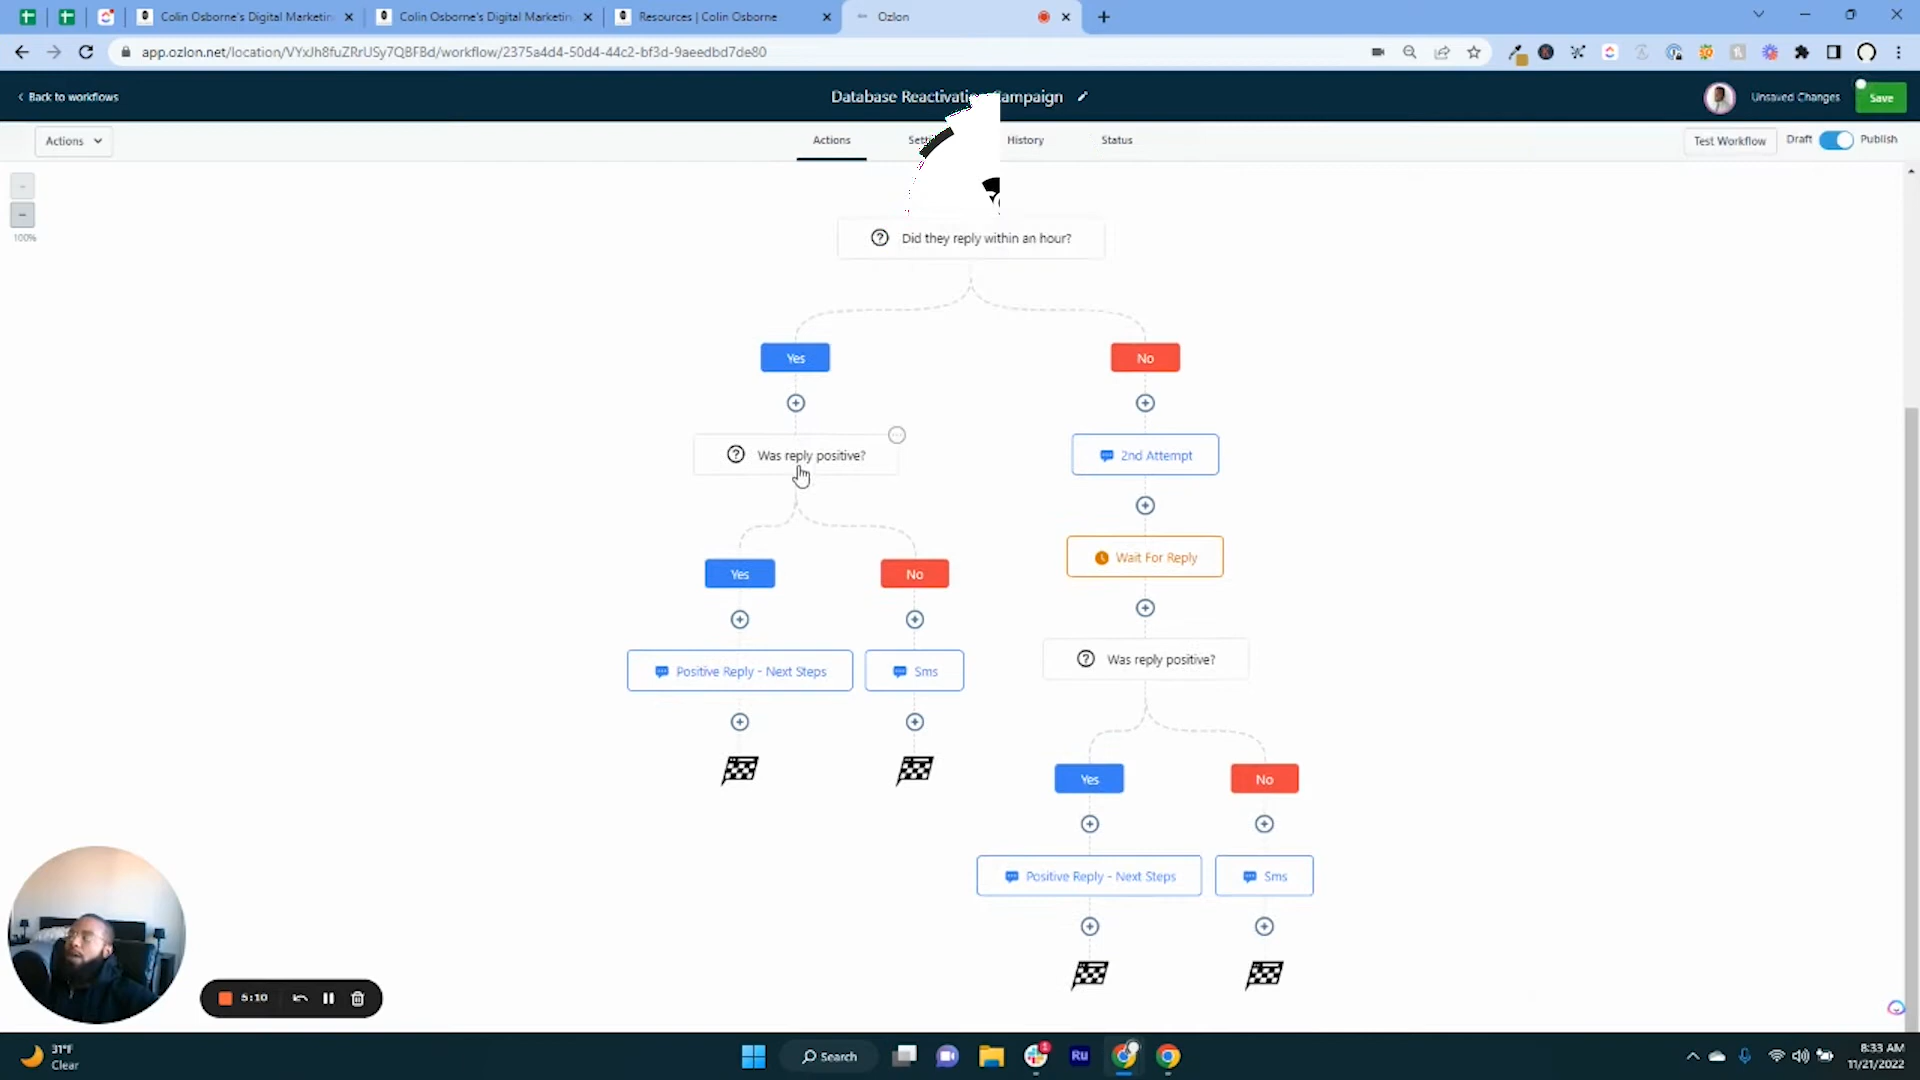 Colin Osborne's Digital Marketin
Colin Osborne's Digital Marketin
Resources | Colin Osborne
Ozlon
app.ozlon.net/location/VYxJh8fuZRrUSy7QBFBd/workflow/2375a4d4-50d4-44c2-bf3d-9aeedbd7de80
Back to workflows
Database Reactivatio ampaign
Unsaved Changes
Save
Actions
Actions
Setti
History
Status
Test Workflow
Draft
Publish
100%
Did they reply within an hour?
Yes
No
Was reply positive?
2nd Attempt
Yes
No
Wait For Reply
Positive Reply - Next Steps
Sms
Was reply positive?
Yes
No
Positive Reply - Next Steps
Sms
5:10
31°F
Clear
Search
1
Ru
8:33 AM
11/21/2022